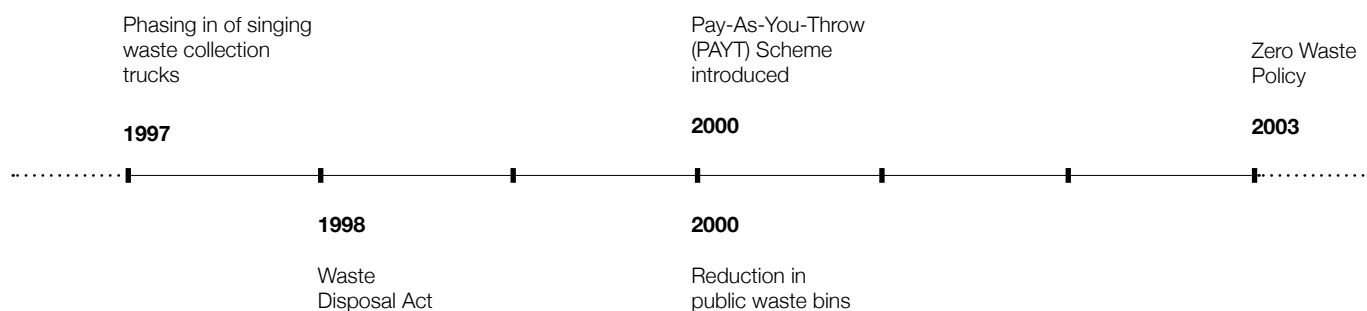 Phasing in of singing
waste collection
trucks
1997
Pay-As-You-Throw
(PAYT) Scheme
introduced
2000
Zero Waste
Policy
2003
1998
Waste
Disposal Act
2000
Reduction in
public waste bins